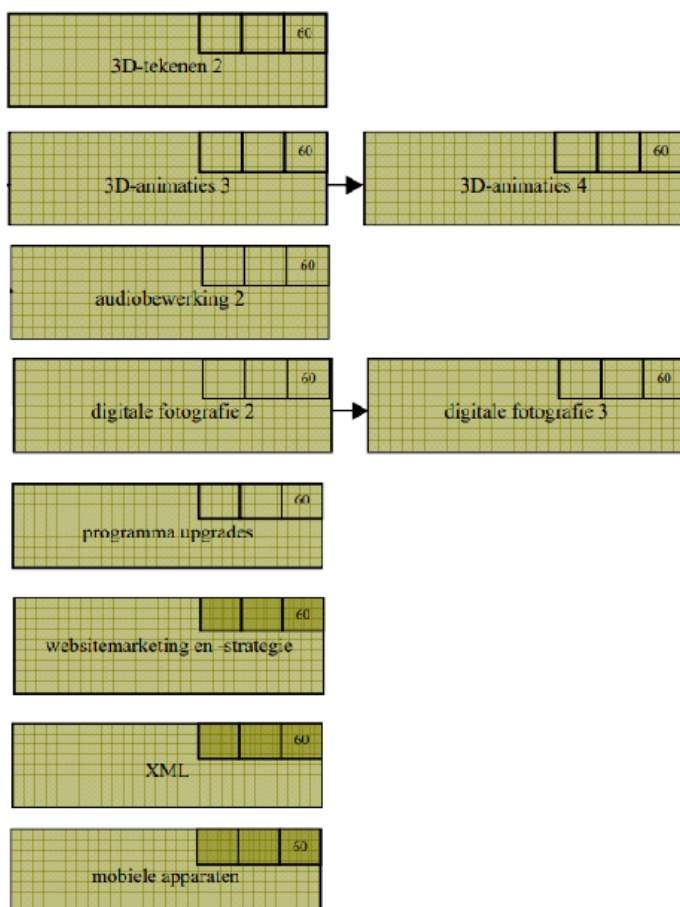 60
3D-tekenen 2
60
3D-animaties 3
60
3D-animaties 4
60
audiobewerking 2
60
digitale fotografie 2
60
digitale fotografie 3
60
programma upgrades
60
websitemarketing en -strategie
60
XML
60
mobiele apparaten